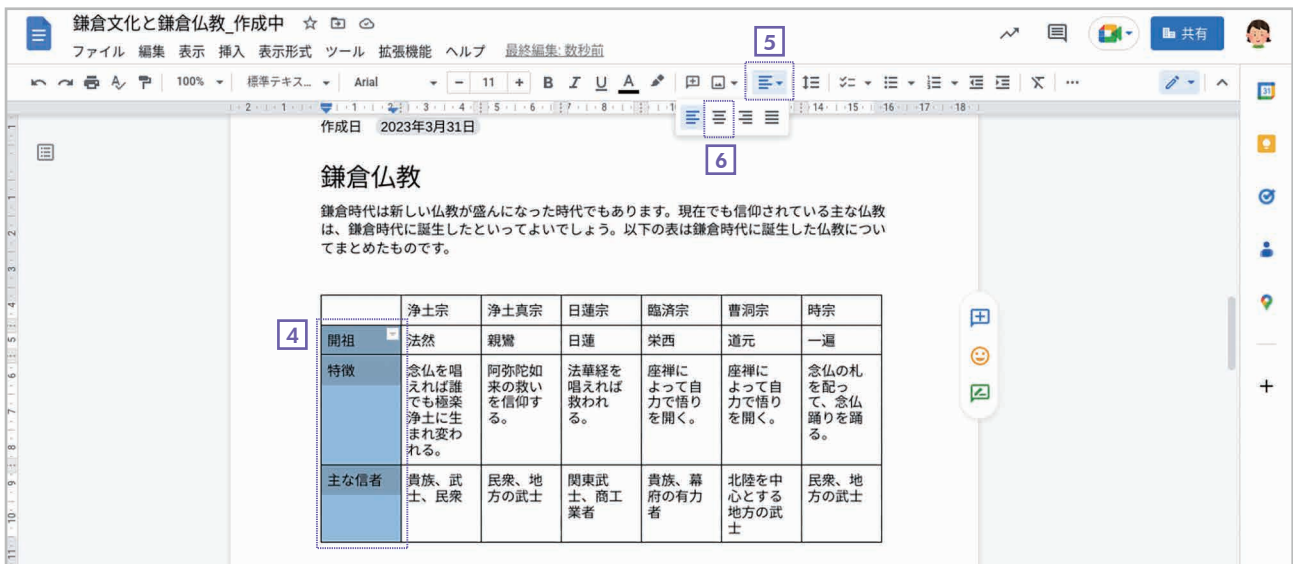 鎌倉文化と鎌倉仏教_作成中
ファイル 編集 表示 挿入 表示形式 ツール 拡張機能 ヘルプ 最終編集: 数秒前
共有
5
100% 標準テキス... Arial − 11 + B I U A
31
2 1 1 2 3 4 5 6 7 8 14 15 16 17 18
6
作成日 2023年3月31日
鎌倉仏教
鎌倉時代は新しい仏教が盛んになった時代でもあります。現在でも信仰されている主な仏教
は、鎌倉時代に誕生したといってよいでしょう。以下の表は鎌倉時代に誕生した仏教につい
てまとめたものです。
4
浄土宗 浄土真宗 日蓮宗 臨済宗 曹洞宗 時宗
開祖 法然 親鸞 日蓮 栄西 道元 一遍
特徴 念仏を唱 阿弥陀如 法華経を 座禅に 座禅に 念仏の札
えれば誰 来の救い 唱えれば よって自 よって自 を配っ
でも極楽 を信仰す 救われ 力で悟り 力で悟り て、念仏
浄土に生 る。 る。 を開く。 を開く。 踊りを踊
まれ変わ る。
れる。
主な信者 貴族、武 民衆、地 関東武 貴族、幕 北陸を中 民衆、地
士、民衆 方の武士 士、商工 府の有力 心とする 方の武士
業者 者 地方の武
士